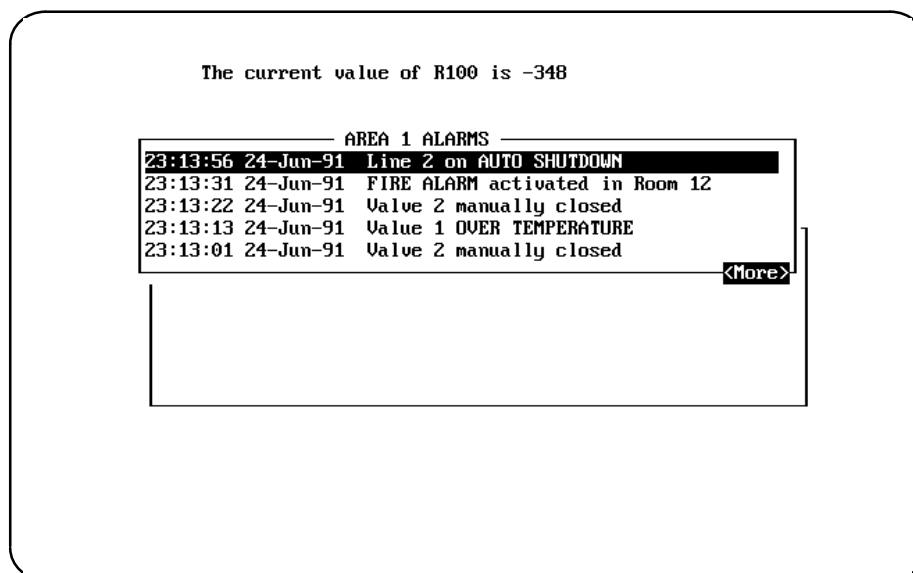 The current value of R100 is -348
AREA 1 ALARMS
23:13:56 24-Jun-91 Line 2 on AUTO SHUTDOWN
23:13:31 24-Jun-91 FIRE ALARM activated in Room 12
23:13:22 24-Jun-91 Valve 2 manually closed
23:13:13 24-Jun-91 Value 1 OVER TEMPERATURE
23:13:01 24-Jun-91 Valve 2 manually closed
<More>